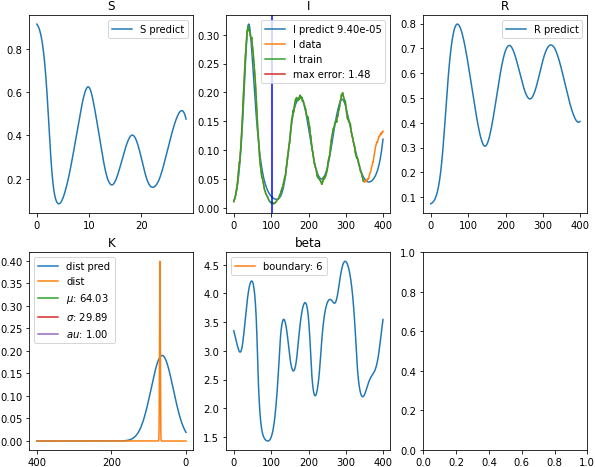 S
S predict
0.8
0.6
0.4
0.2
0 10 20
I
I predict 9.40e-05
I data
I train
max error: 1.48
0.30
0.25
0.20
0.15
0.10
0.05
0.00
0 100 200 300 400
R
R predict
0.8
0.7
0.6
0.5
0.4
0.3
0.2
0.1
0 100 200 300 400
K
dist pred
dist
μ: 64.03
σ: 29.89
au: 1.00
0.40
0.35
0.30
0.25
0.20
0.15
0.10
0.05
0.00
400 200 0
beta
boundary: 6
4.5
4.0
3.5
3.0
2.5
2.0
1.5
0 100 200 300 400
1.0
0.8
0.6
0.4
0.2
0.0
0.0 0.2 0.4 0.6 0.8 1.0